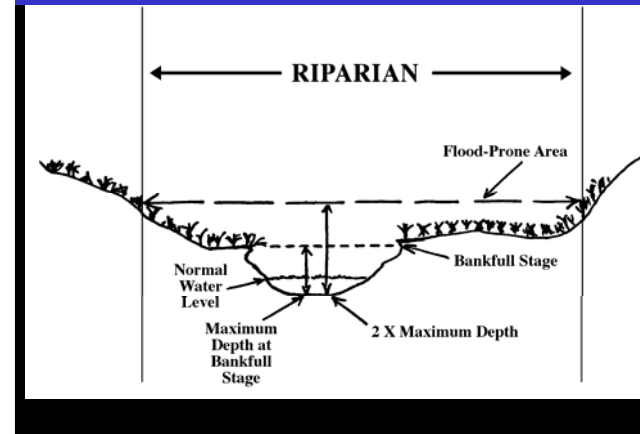 RIPARIAN
Flood-Prone Area
Bankfull Stage
Normal
Water
Level
Maximum
Depth at
Bankfull
Stage
2 X Maximum Depth